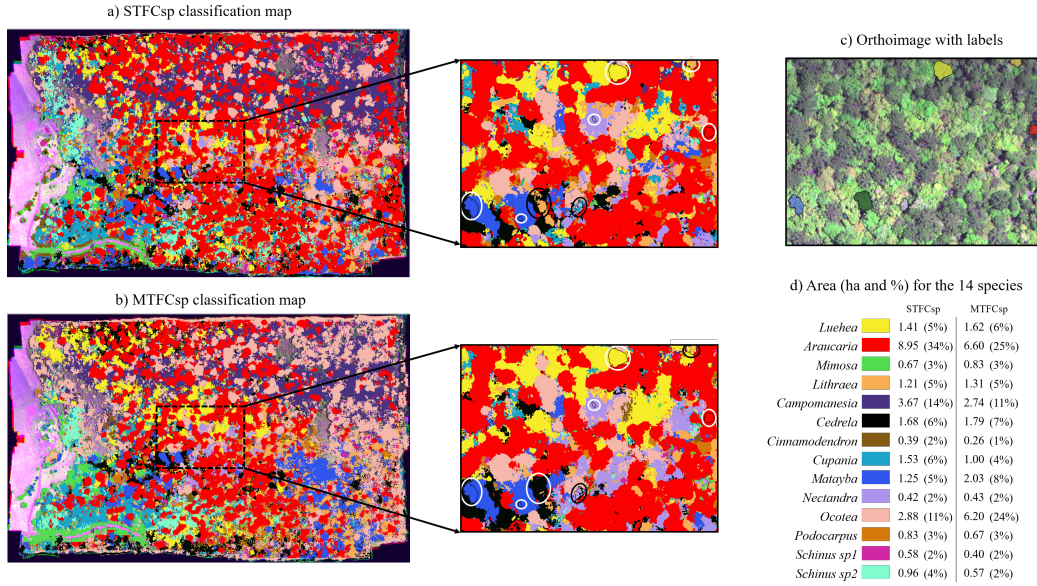 a) STFCsp classification map
c) Orthoimage with labels
b) MTFCsp classification map
d) Area (ha and %) for the 14 species
STFCsp MTFCsp
Luehea 1.41 (5%) 1.62 (6%)
Araucaria 8.95 (34%) 6.60 (25%)
Mimosa 0.67 (3%) 0.83 (3%)
Lithraea 1.21 (5%) 1.31 (5%)
Campomanesia 3.67 (14%) 2.74 (11%)
Cedrela 1.68 (6%) 1.79 (7%)
Cinnamodendron 0.39 (2%) 0.26 (1%)
Cupania 1.53 (6%) 1.00 (4%)
Matayba 1.25 (5%) 2.03 (8%)
Nectandra 0.42 (2%) 0.43 (2%)
Ocotea 2.88 (11%) 6.20 (24%)
Podocarpus 0.83 (3%) 0.67 (3%)
Schinus sp1 0.58 (2%) 0.40 (2%)
Schinus sp2 0.96 (4%) 0.57 (2%)